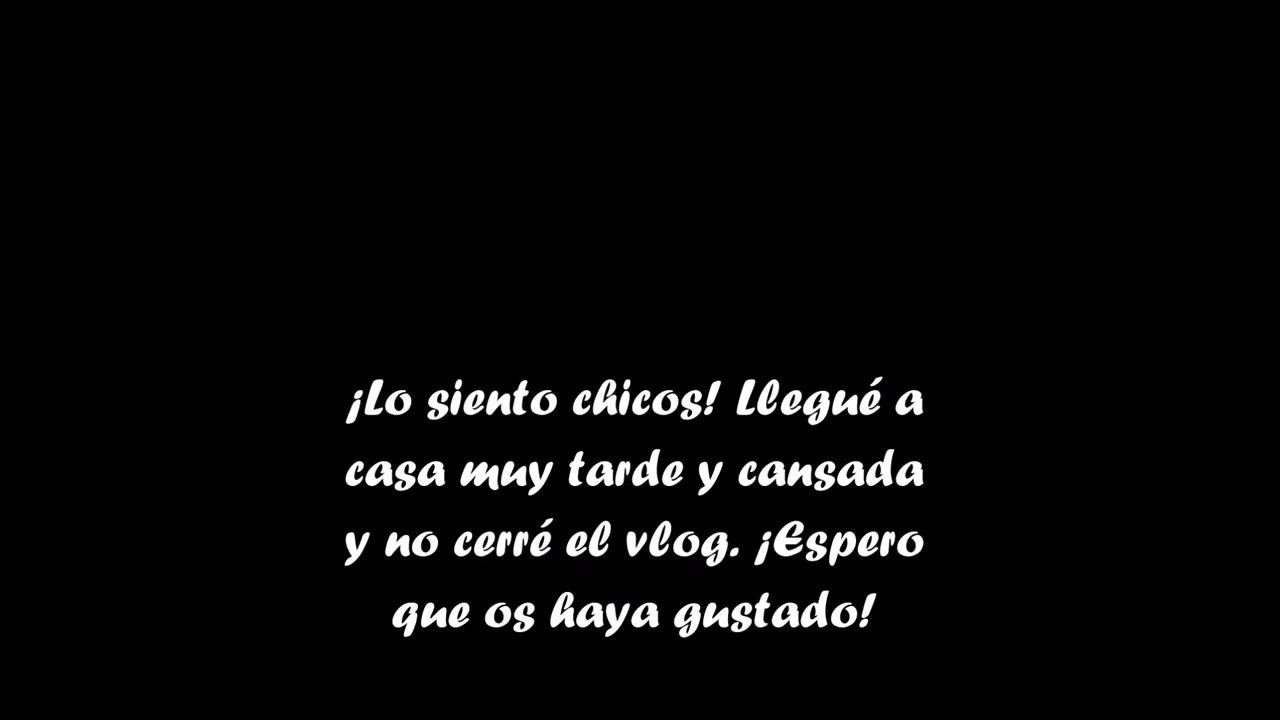 ¡Lo siento chicos! Llegué a
casa muy tarde y cansada
y no cerré el vlog. ¡Espero
que os haya gustado!